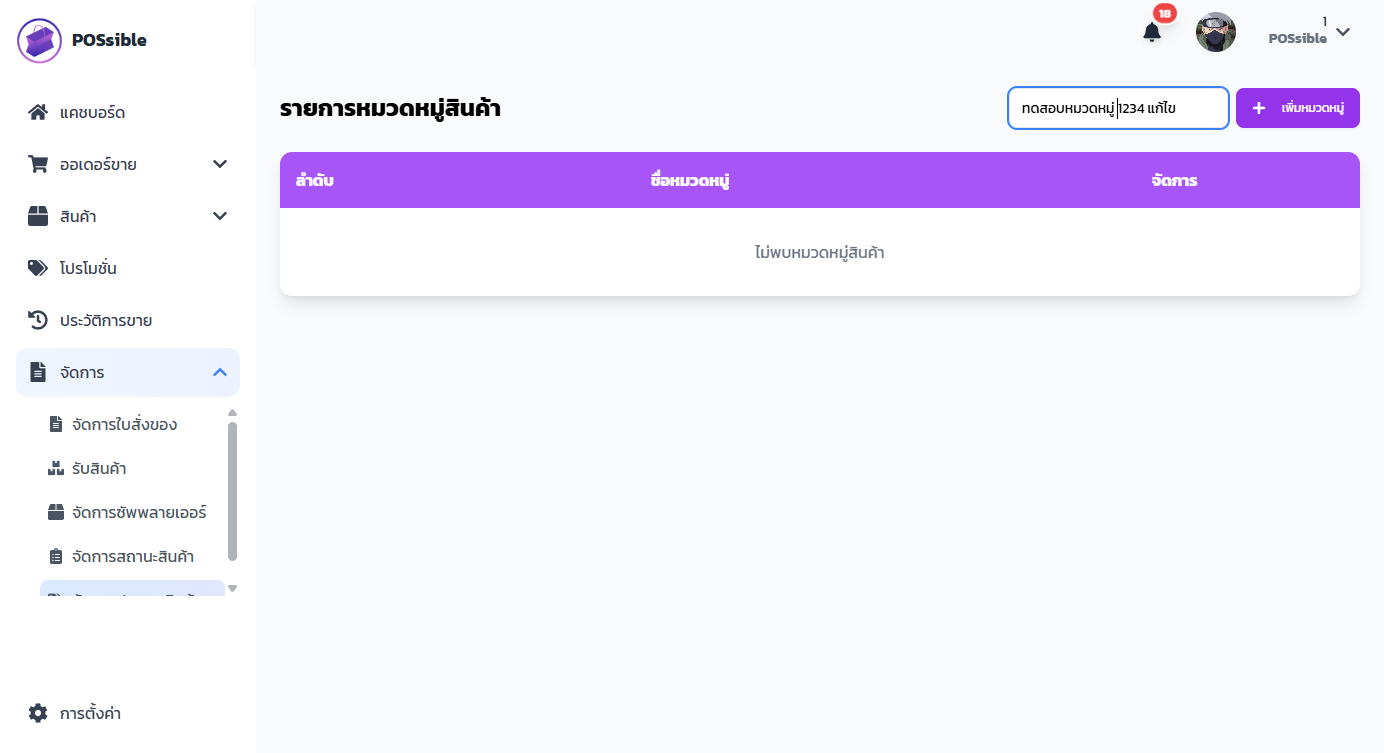 POSsible
18
1
POSsible
แคชบอร์ด
ออเดอร์ขาย
สินค้า
โปรโมชั่น
ประวัติการขาย
จัดการ
จัดการใบสั่งของ
รับสินค้า
จัดการซัพพลายเออร์
จัดการสถานะสินค้า
การตั้งค่า
รายการหมวดหมู่สินค้า
ทดสอบหมวดหมู่ 1234 แก้ไข
เพิ่มหมวดหมู่
ลำดับ ชื่อหมวดหมู่ จัดการ
ไม่พบหมวดหมู่สินค้า